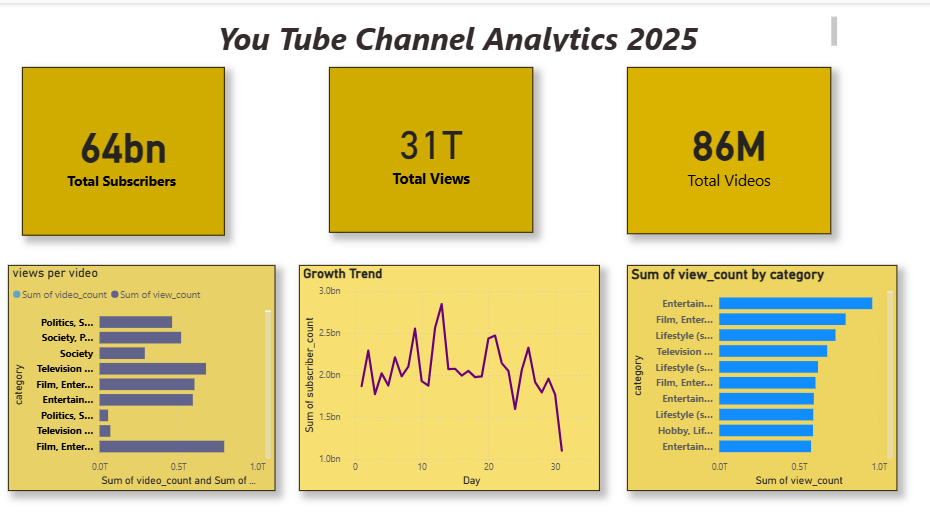 You Tube Channel Analytics 2025
64bn
Total Subscribers
31T
Total Views
86M
Total Videos
views per video
Sum of video_count Sum of view_count
category
Politics, S...
Society, P...
Society
Television ...
Film, Enter...
Entertain...
Politics, S...
Television ...
Film, Enter...
0.0T 0.5T 1.0T
Sum of video_count and Sum of ...
Growth Trend
Sum of subscriber_count
3.0bn
2.5bn
2.0bn
1.5bn
1.0bn
0 10 20 30
Day
Sum of view_count by category
category
Entertain...
Film, Enter...
Lifestyle (s...
Television ...
Lifestyle (s...
Film, Enter...
Entertain...
Lifestyle (s...
Hobby, Lif...
Entertain...
0.0T 0.5T 1.0T
Sum of view_count